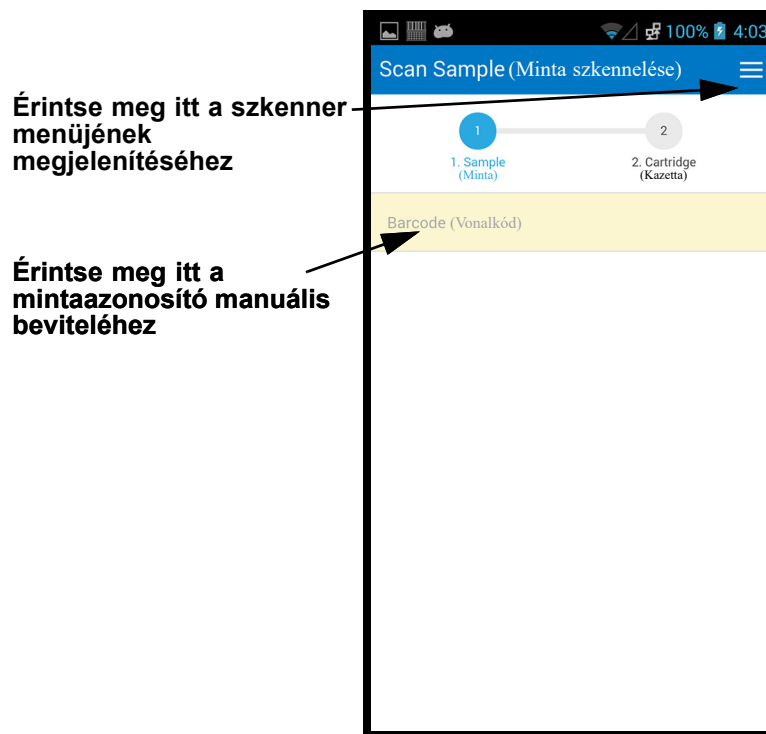 100% 4:03
Scan Sample (Minta szkennelése)
Érintse meg itt a szkenner
menüjének
megjelenítéséhez
1 2
1. Sample 2. Cartridge
(Minta) (Kazetta)
Barcode (Vonalkód)
Érintse meg itt a
mintaazonosító manuális
beviteléhez